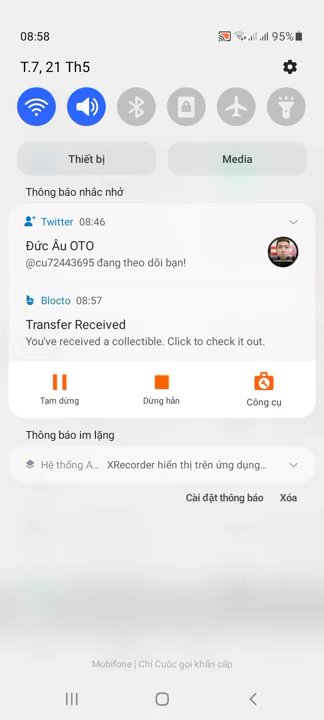 08:58
95%
T.7, 21 Th5
Thiết bị
Media
Thông báo nhắc nhở
Twitter 08:46
Đức Âu OTO
@cu72443695 đang theo dõi bạn!
Blocto 08:57
Transfer Received
You've received a collectible. Click to check it out.
Tạm dừng
Dừng hẳn
Công cụ
Thông báo im lặng
Hệ thống A... XRecorder hiển thị trên ứng dụng...
Cài đặt thông báo
Xóa
Mobifone | Chỉ Cuộc gọi khẩn cấp